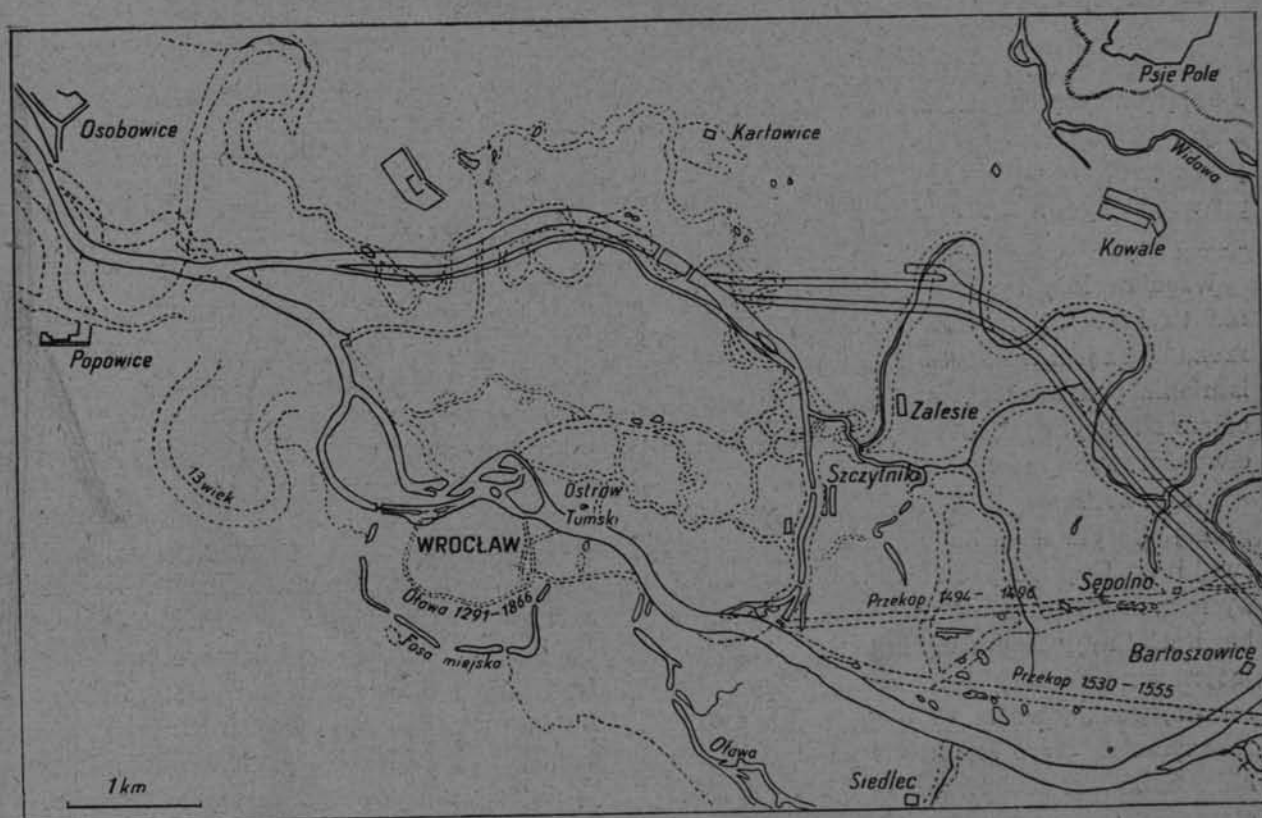 Psie Pole
Osobowice
Karłowice
Widawa
Kowale
Popowice
Zalesie
13 wiek
Szczytniki
Ostrów
Tumski
WROCŁAW
Oława 1291-1866
Sępolno
Przekop 1494- 1496
Fosa miejska
Bartoszowice
Przekop 1530-1555
Oława
Siedlec
1 km